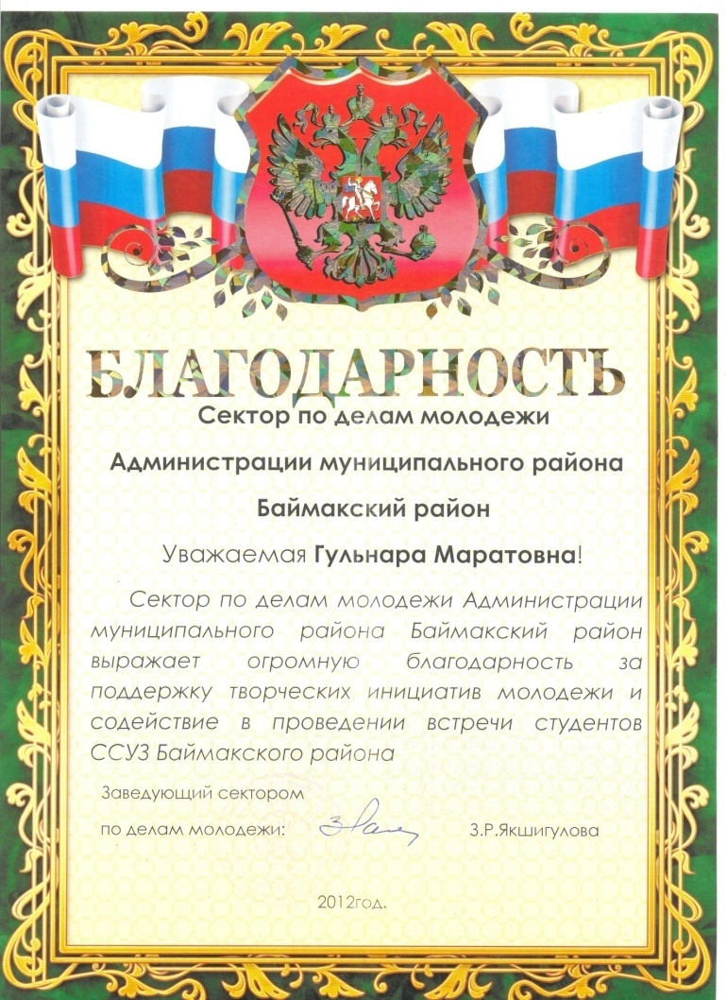 БЛАГОДАРНОСТЬ
Сектор по делам молодежи
Администрации муниципального района
Баймакский район
Уважаемая Гульнара Маратовна!
Сектор по делам молодежи Администрации
муниципального района Баймакский район
выражает огромную благодарность за
поддержку творческих инициатив молодежи и
содействие в проведении встречи студентов
ССУЗ Баймакского района
Заведующий сектором
по делам молодежи: З.Р.Якшигулова
2012год.